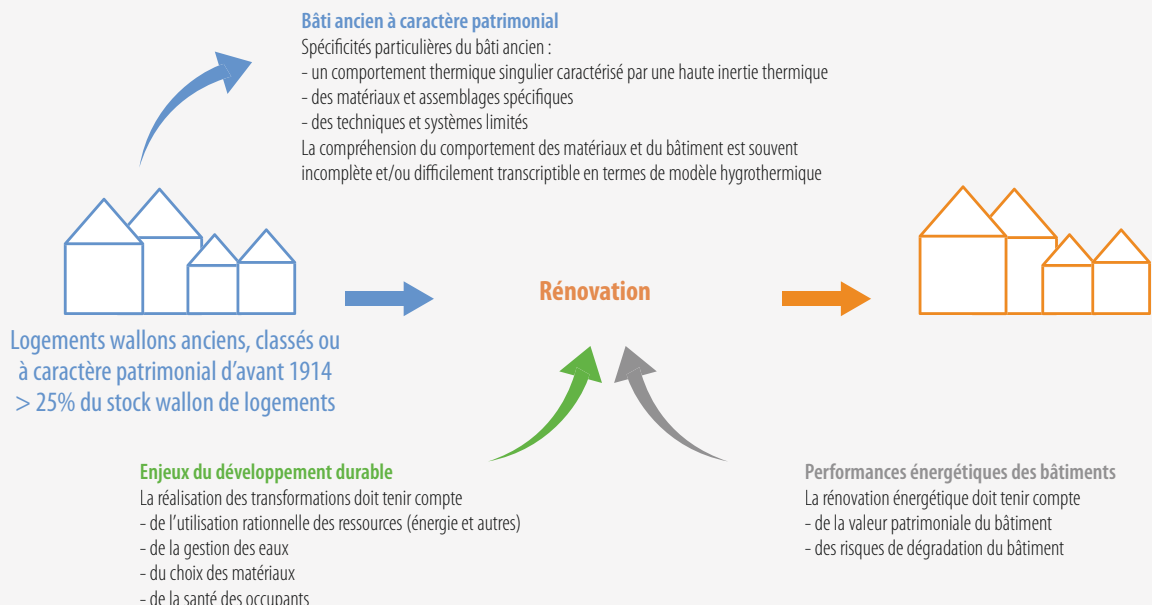 Bâti ancien à caractère patrimonial
Spécificités particulières du bâti ancien :
- un comportement thermique singulier caractérisé par une haute inertie thermique
- des matériaux et assemblages spécifiques
- des techniques et systèmes limités
La compréhension du comportement des matériaux et du bâtiment est souvent
incomplète et/ou difficilement transcriptible en termes de modèle hygrothermique
Logements wallons anciens, classés ou
à caractère patrimonial d'avant 1914
> 25% du stock wallon de logements
Rénovation
Enjeux du développement durable
La réalisation des transformations doit tenir compte
- de l'utilisation rationnelle des ressources (énergie et autres)
- de la gestion des eaux
- du choix des matériaux
- de la santé des occupants
Performances énergétiques des bâtiments
La rénovation énergétique doit tenir compte
- de la valeur patrimoniale du bâtiment
- des risques de dégradation du bâtiment